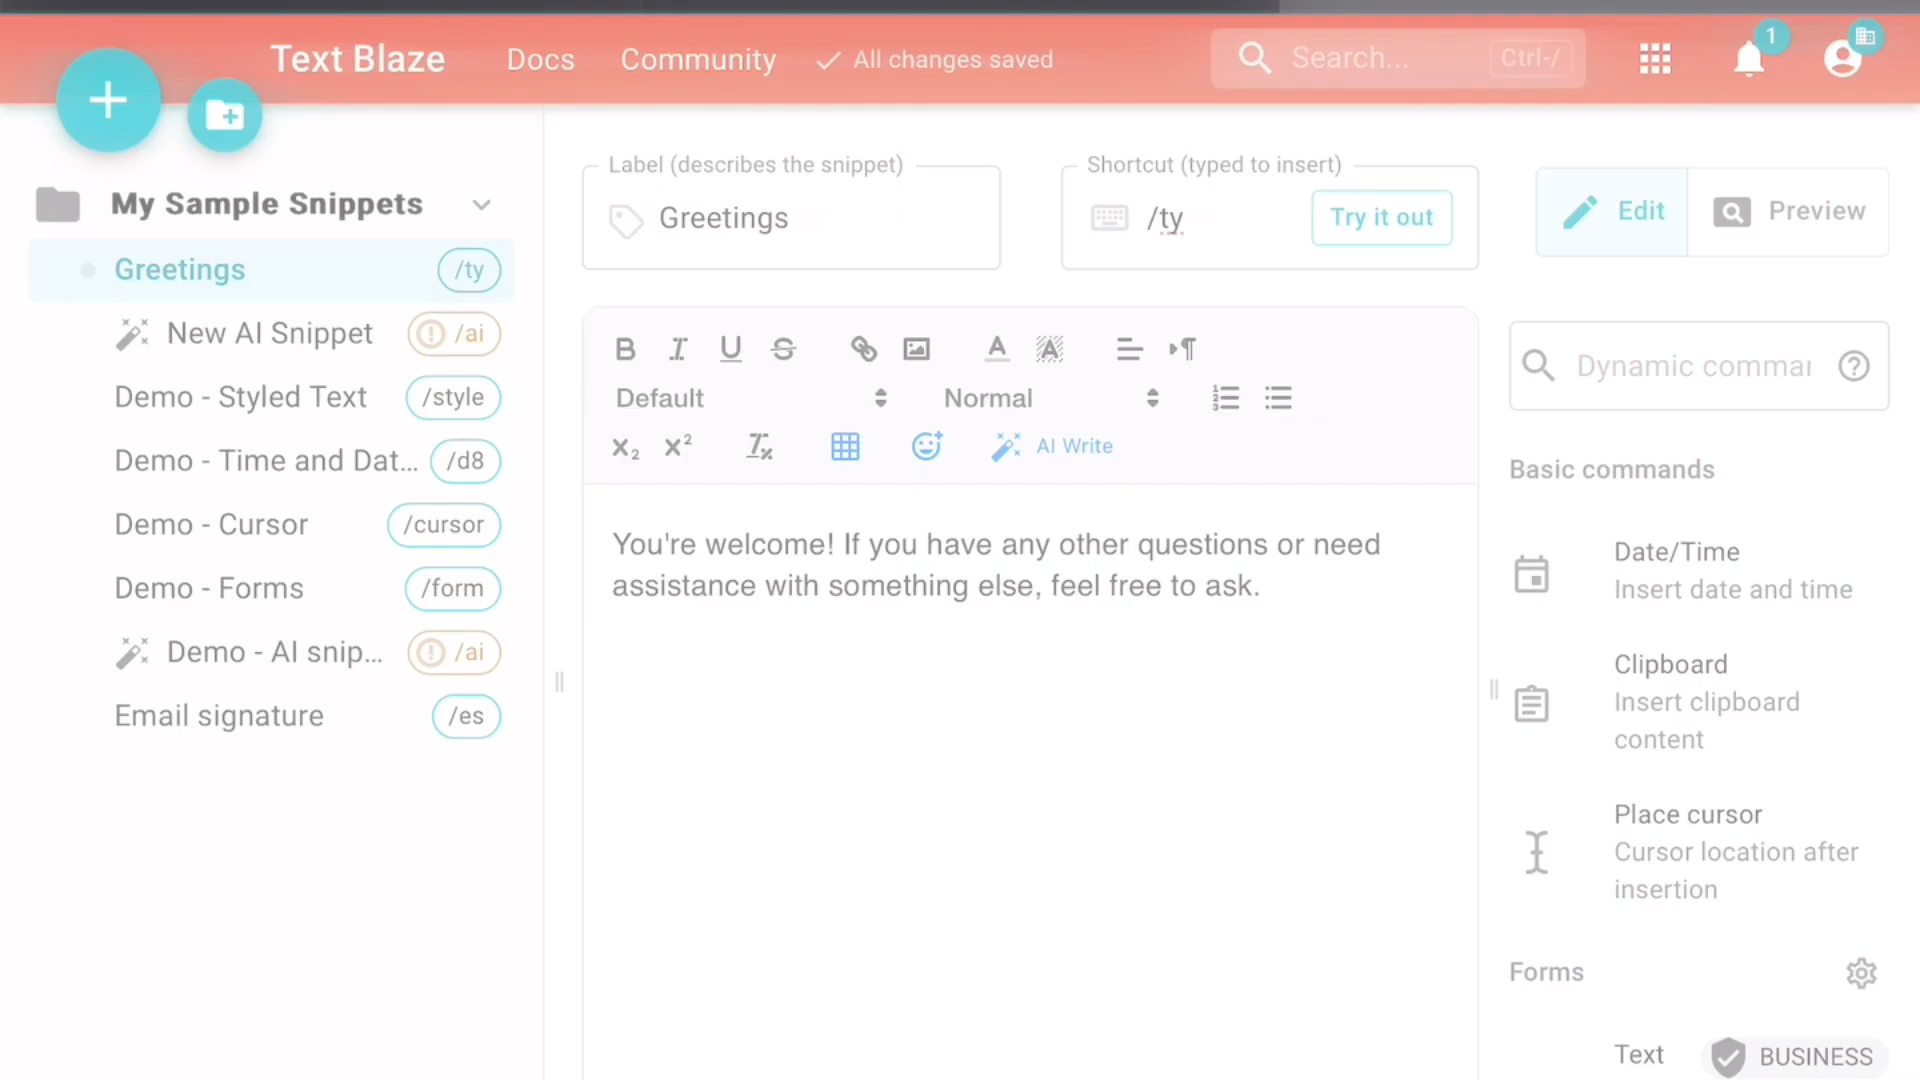 Text Blaze
Docs
Community
All changes saved
Search...
Ctrl-/
1
My Sample Snippets
Greetings
/ty
New AI Snippet
/ai
Demo - Styled Text
/style
Demo - Time and Dat...
/d8
Demo - Cursor
/cursor
Demo - Forms
/form
Demo - AI snip...
/ai
Email signature
/es
Label (describes the snippet)
Greetings
Shortcut (typed to insert)
/ty
Try it out
Edit
Preview
Default
Normal
AI Write
You're welcome! If you have any other questions or need
assistance with something else, feel free to ask.
Dynamic commar
Basic commands
Date/Time
Insert date and time
Clipboard
Insert clipboard
content
Place cursor
Cursor location after
insertion
Forms
Text
BUSINESS